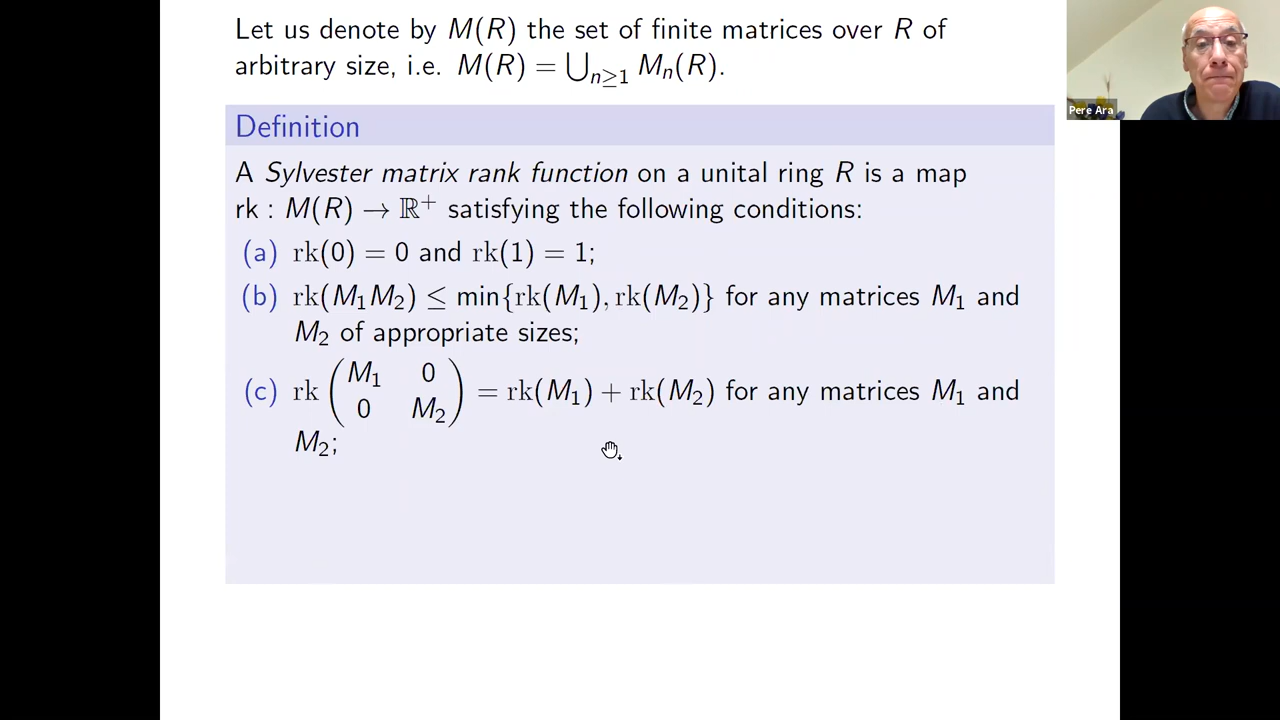 Let us denote by M(R) the set of finite matrices over R of
arbitrary size, i.e. M(R) = ⋃n≥1 Mn(R).
Pere Ara
Definition
A Sylvester matrix rank function on a unital ring R is a map
rk : M(R) → ℝ⁺ satisfying the following conditions:
(a) rk(0) = 0 and rk(1) = 1;
(b) rk(M₁M₂) ≤ min{rk(M₁), rk(M₂)} for any matrices M₁ and
M₂ of appropriate sizes;
(c) rk (M₁ 0 0 M₂) = rk(M₁) + rk(M₂) for any matrices M₁ and
M₂;